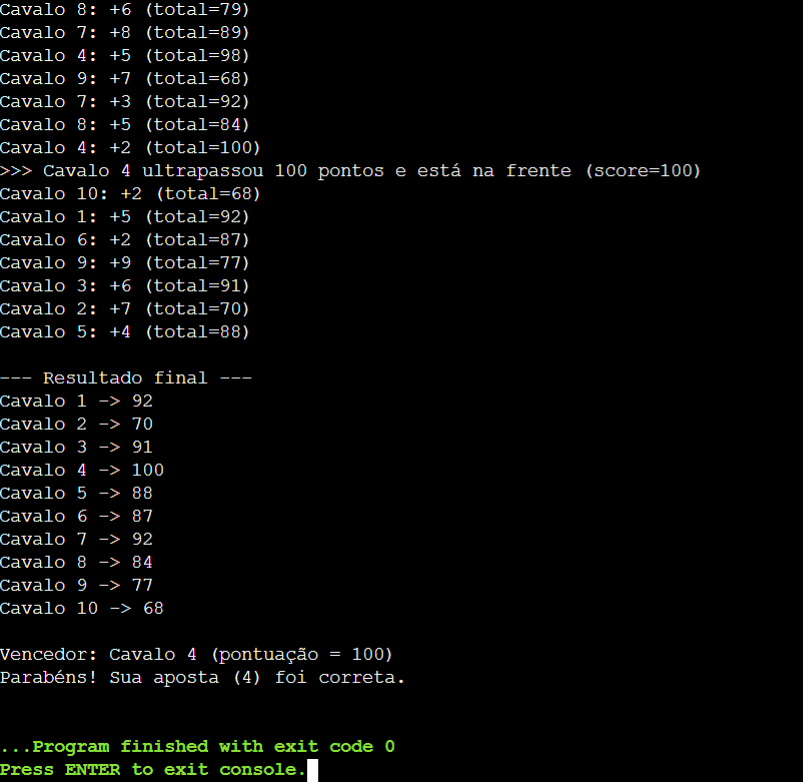 Cavalo 8: +6 (total=79)
Cavalo 7: +8 (total=89)
Cavalo 4: +5 (total=98)
Cavalo 9: +7 (total=68)
Cavalo 7: +3 (total=92)
Cavalo 8: +5 (total=84)
Cavalo 4: +2 (total=100)
>>> Cavalo 4 ultrapassou 100 pontos e está na frente (score=100)
Cavalo 10: +2 (total=68)
Cavalo 1: +5 (total=92)
Cavalo 6: +2 (total=87)
Cavalo 9: +9 (total=77)
Cavalo 3: +6 (total=91)
Cavalo 2: +7 (total=70)
Cavalo 5: +4 (total=88)
--- Resultado final ---
Cavalo 1 -> 92
Cavalo 2 -> 70
Cavalo 3 -> 91
Cavalo 4 -> 100
Cavalo 5 -> 88
Cavalo 6 -> 87
Cavalo 7 -> 92
Cavalo 8 -> 84
Cavalo 9 -> 77
Cavalo 10 -> 68
Vencedor: Cavalo 4 (pontuação = 100)
Parabéns! Sua aposta (4) foi correta.
...Program finished with exit code 0
Press ENTER to exit console.